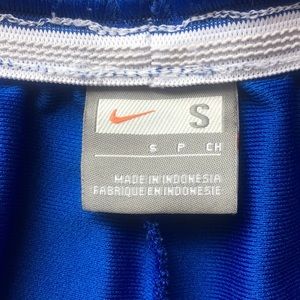 S
S P CH
MADE IN INDONESIA
FABRIQUE EN INDONESIE